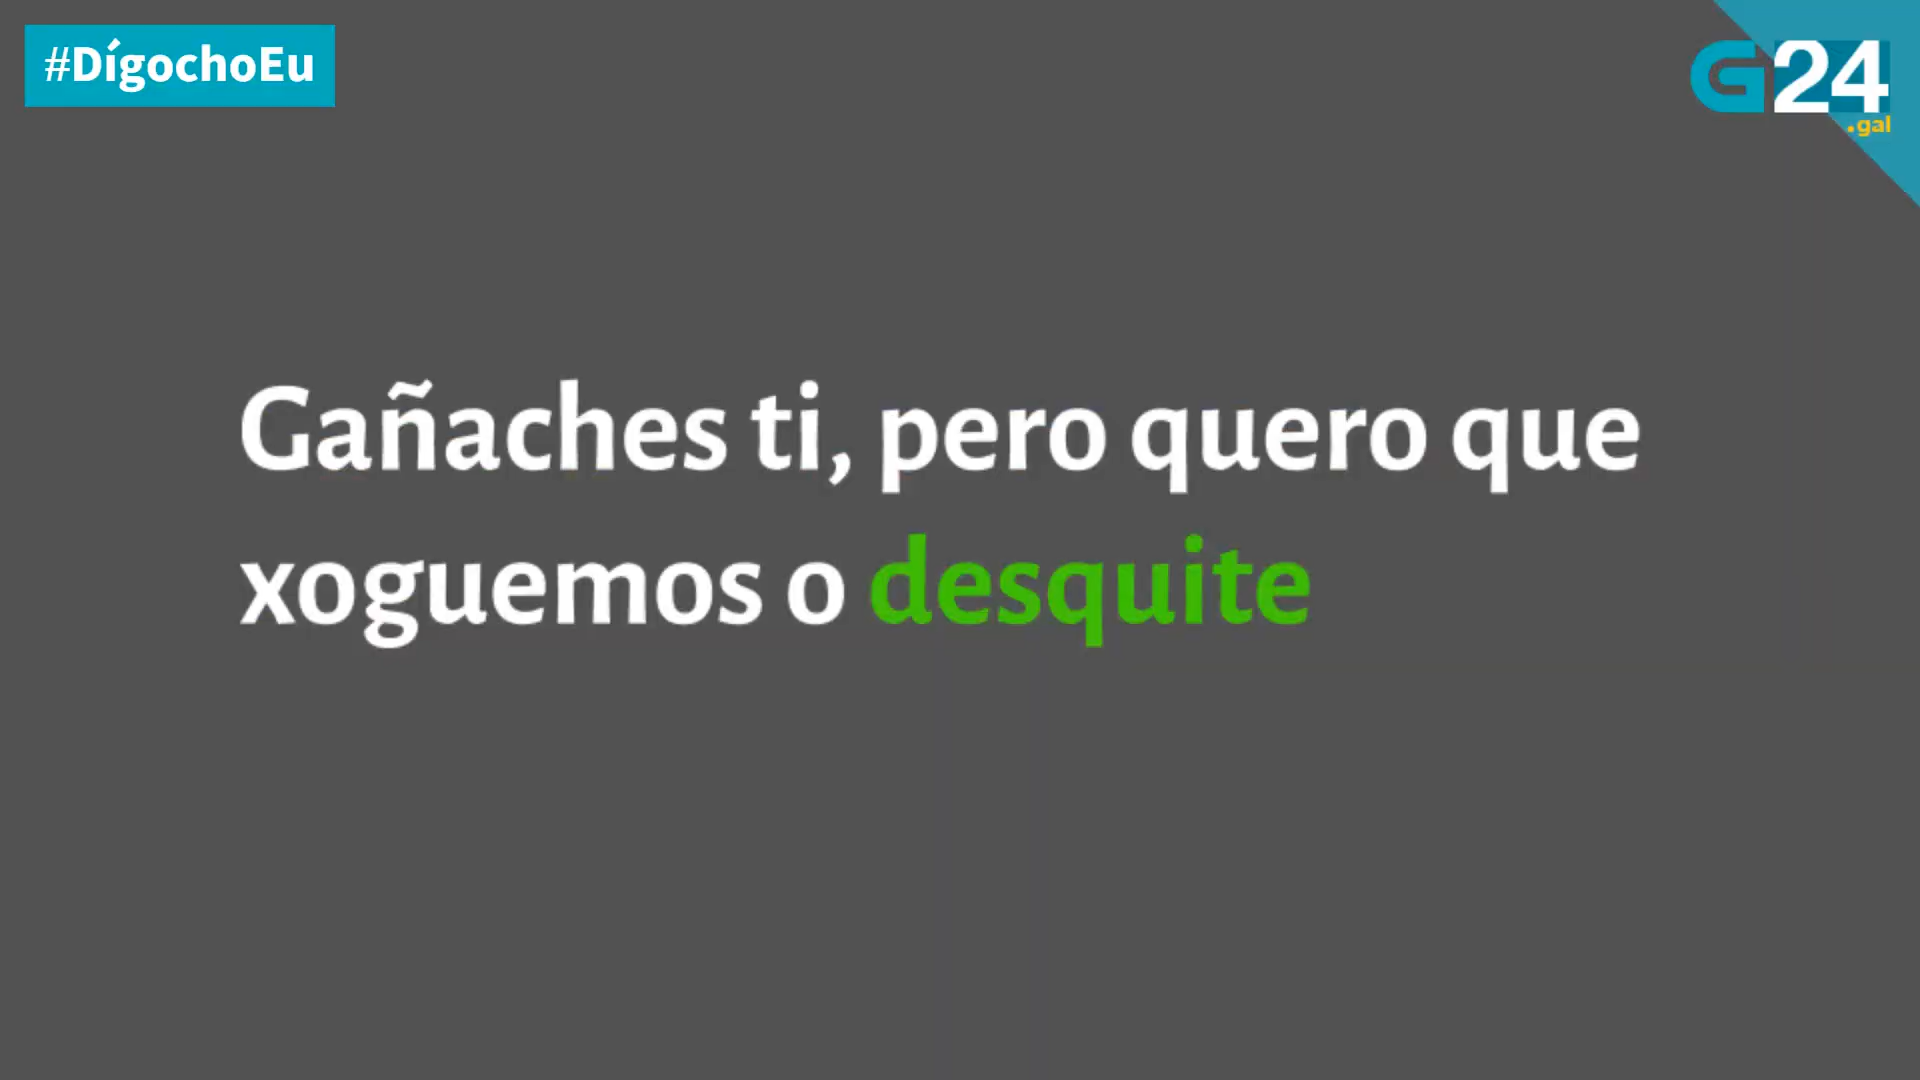 #DígochoEu
G24
.gal
Gañaches ti, pero quero que
xoguemos o desquite